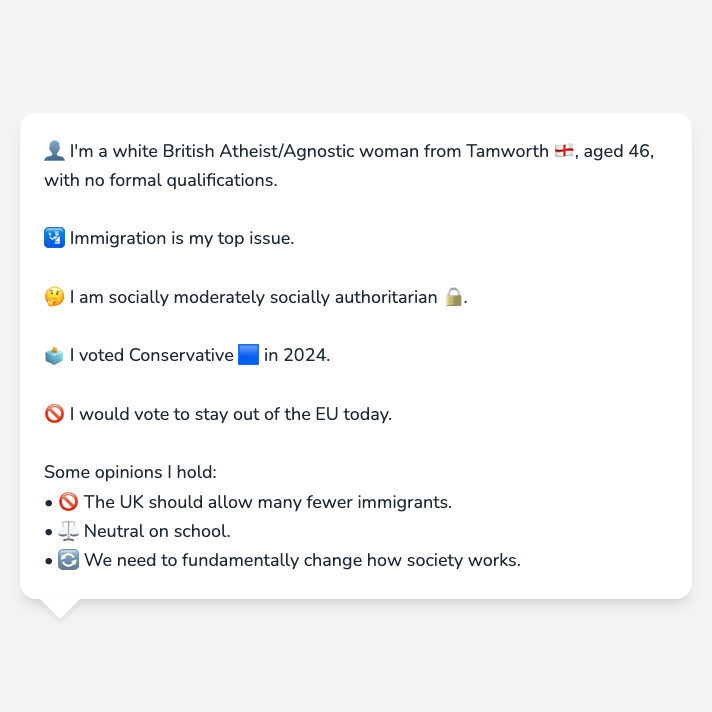 👤 I'm a white British Atheist/Agnostic woman from Tamworth 🏴󠁧󠁢󠁥󠁮󠁧󠁿, aged 46,
with no formal qualifications.
🛂 Immigration is my top issue.
🤔 I am socially moderately socially authoritarian 🔒.
🗳️ I voted Conservative 🟦 in 2024.
🚫 I would vote to stay out of the EU today.
Some opinions I hold:
• 🚫 The UK should allow many fewer immigrants.
• ⚖️ Neutral on school.
• 🔄 We need to fundamentally change how society works.